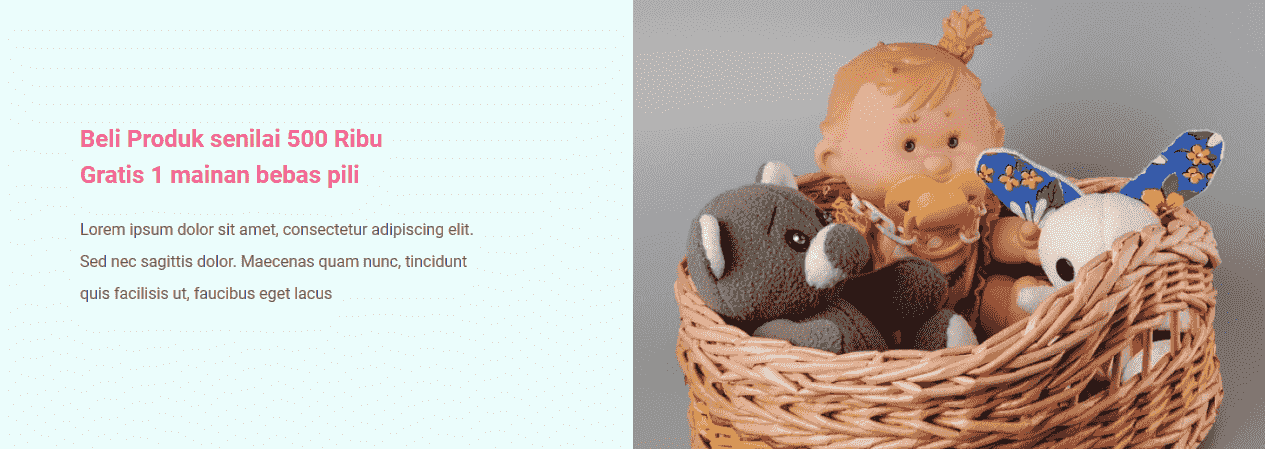 Beli Produk senilai 500 Ribu
Gratis 1 mainan bebas pili
Lorem ipsum dolor sit amet, consectetur adipiscing elit.
Sed nec sagittis dolor. Maecenas quam nunc, tincidunt
quis facilisis ut, faucibus eget lacus